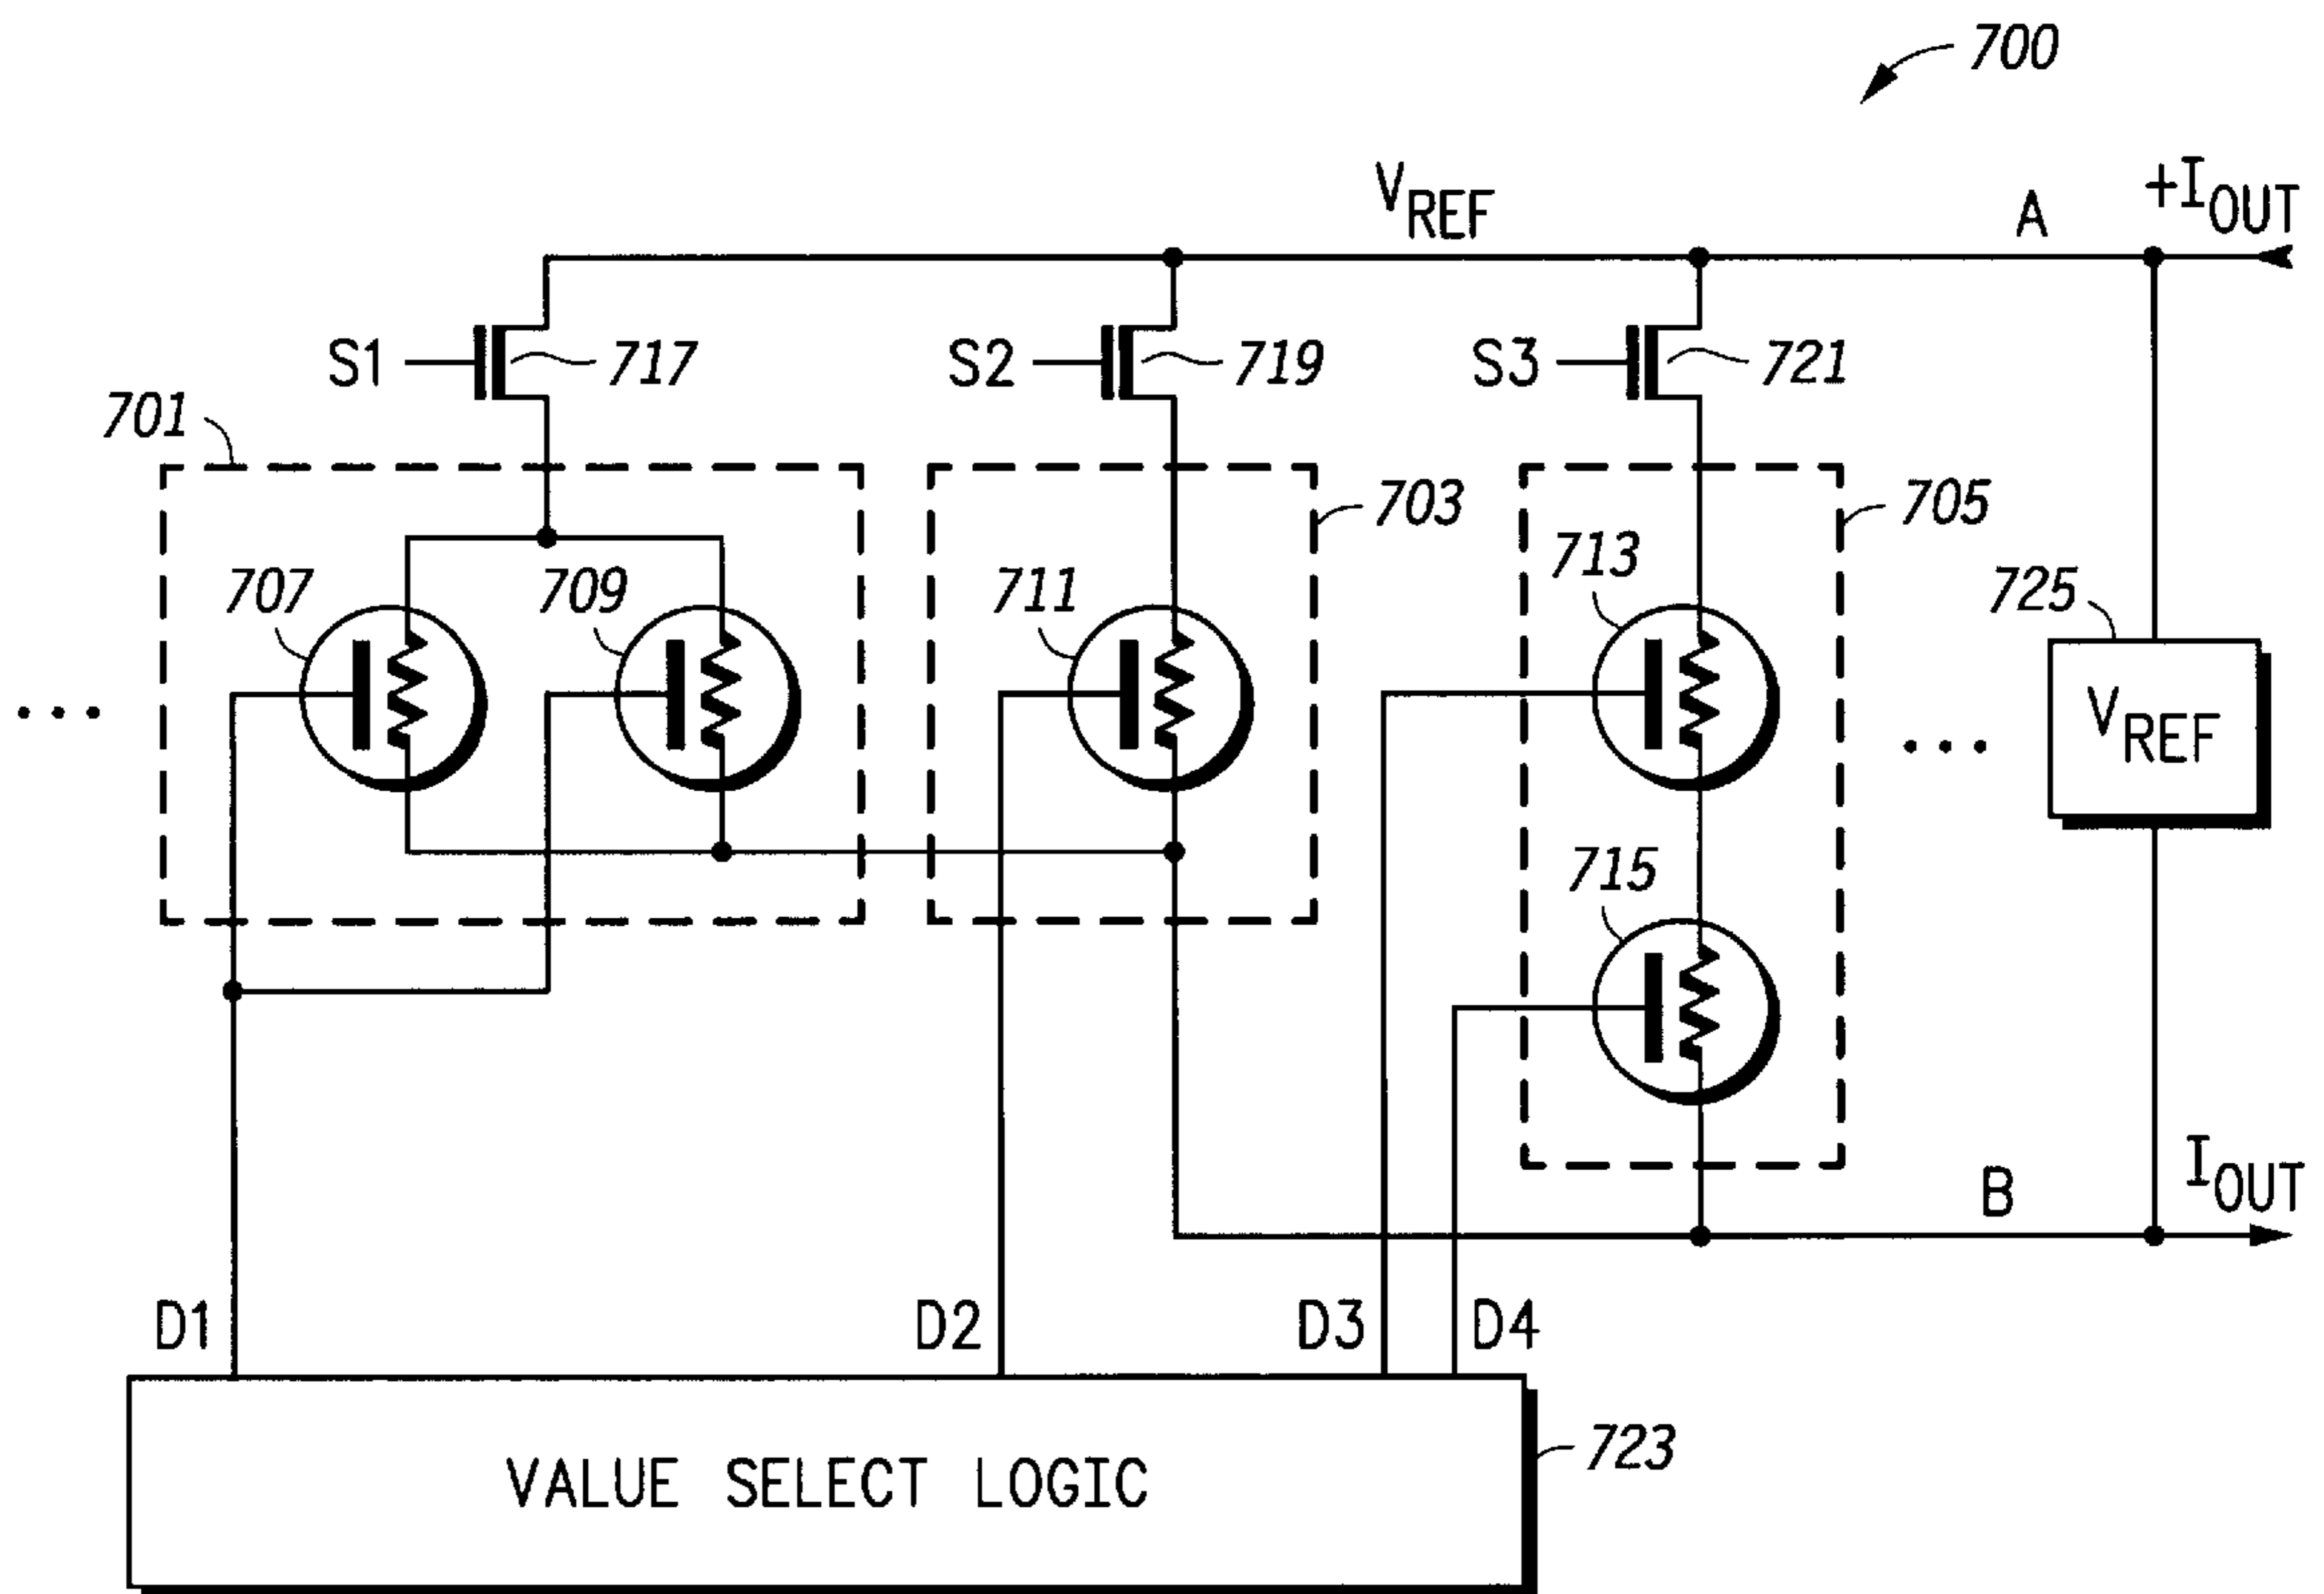 700
VREF
A
+IOUT
S1
717
S2
719
S3
721
701
703
705
707
709
711
713
725
VREF
...
...
715
B
IOUT
D1
D2
D3
D4
VALUE SELECT LOGIC
723